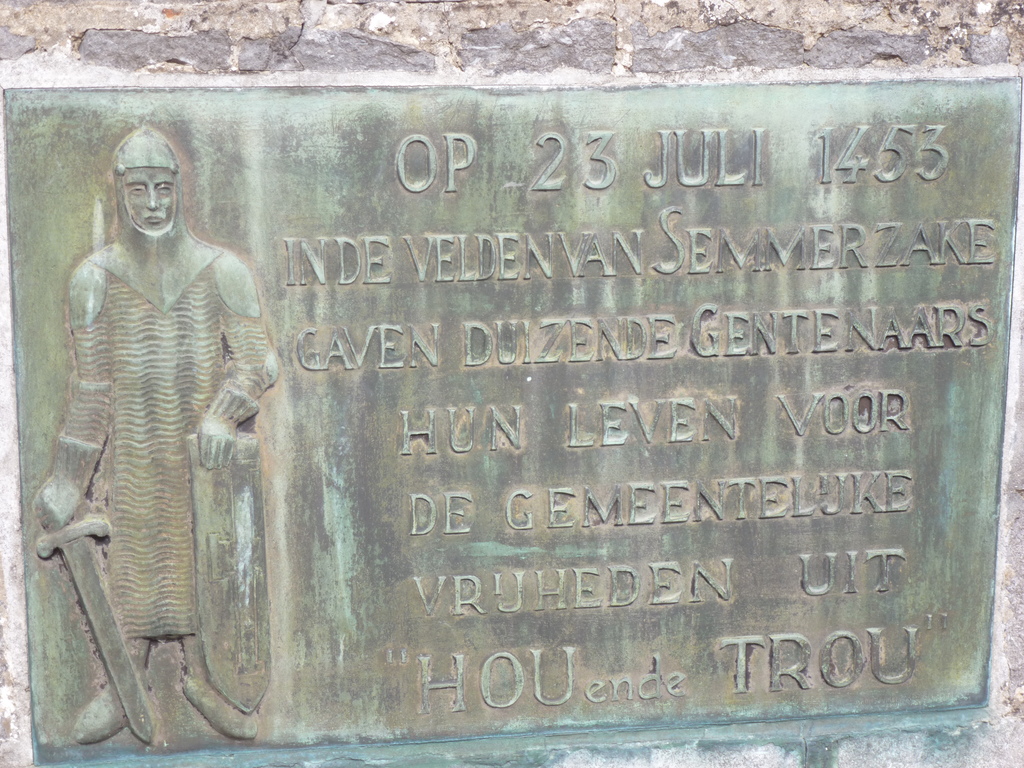 OP 23 JULI 1453
IN DE VELDEN VAN SEMMERZAKE
GAVEN DUIZENDE GENTENAARS
HUN LEVEN VOOR
DE GEMEENTELIJKE
VRIJHEDEN UIT
"HOU ende TROU"